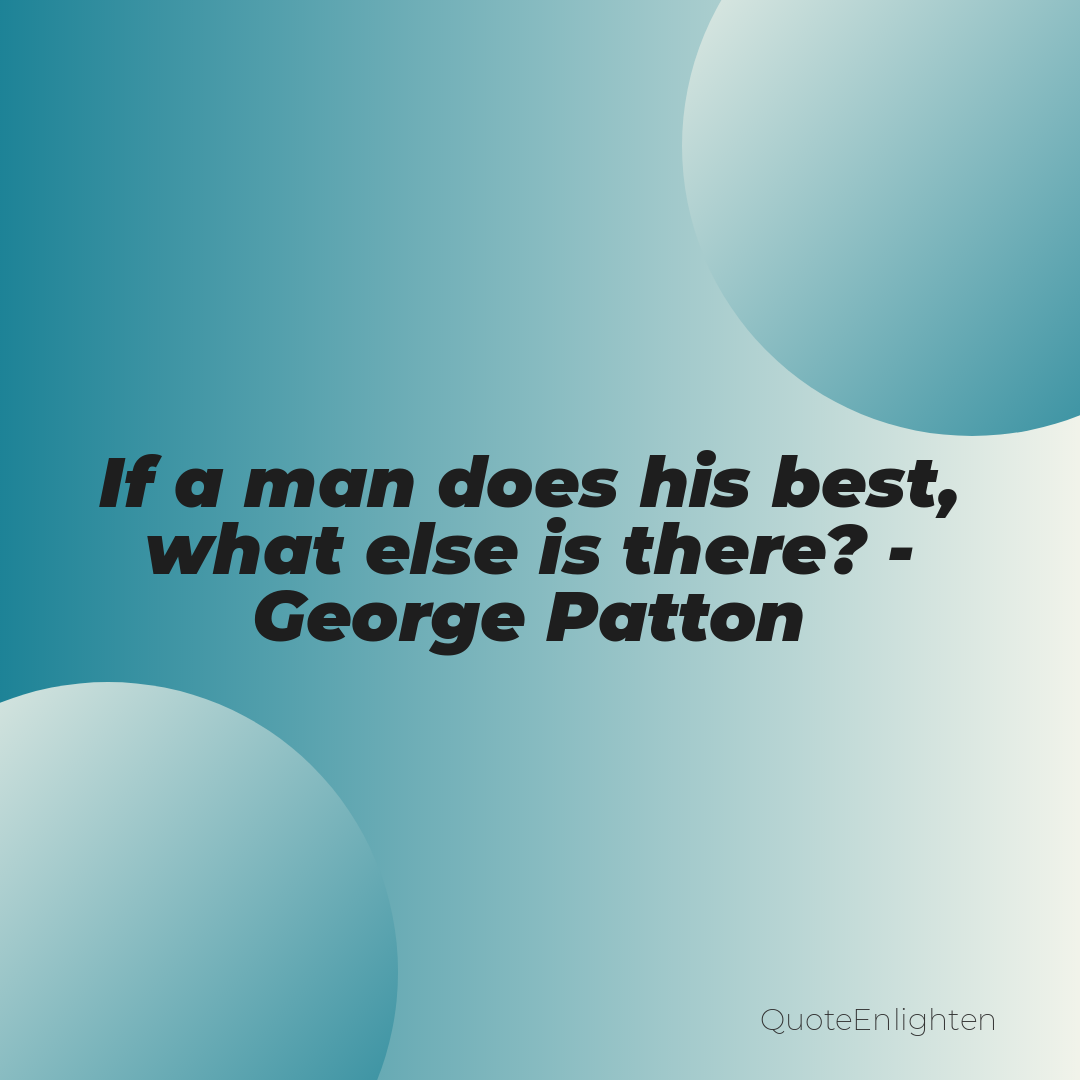 If a man does his best,
what else is there? -
George Patton
QuoteEnlighten